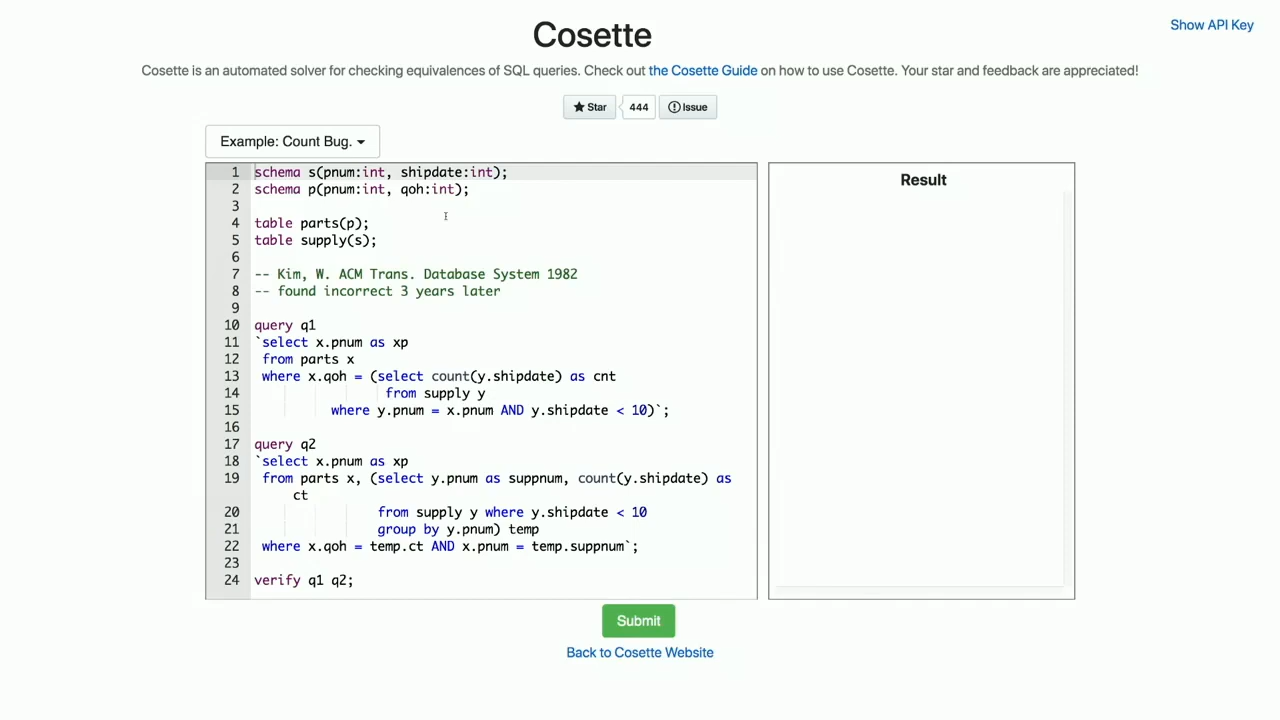 Cosette
Show API Key
Cosette is an automated solver for checking equivalences of SQL queries. Check out the Cosette Guide on how to use Cosette. Your star and feedback are appreciated!
Star 444 Issue
Example: Count Bug.
1 schema s(pnum:int, shipdate:int);
2 schema p(pnum:int, qoh:int);
3
4 table parts(p);
5 table supply(s);
6
7 -- Kim, W. ACM Trans. Database System 1982
8 -- found incorrect 3 years later
9
10 query q1
11 `select x.pnum as xp
12 from parts x
13 where x.qoh = (select count(y.shipdate) as cnt
14 from supply y
15 where y.pnum = x.pnum AND y.shipdate < 10)`;
16
17 query q2
18 `select x.pnum as xp
19 from parts x, (select y.pnum as suppnum, count(y.shipdate) as
ct
20 from supply y where y.shipdate < 10
21 group by y.pnum) temp
22 where x.qoh = temp.ct AND x.pnum = temp.suppnum`;
23
24 verify q1 q2;
Result
Submit
Back to Cosette Website